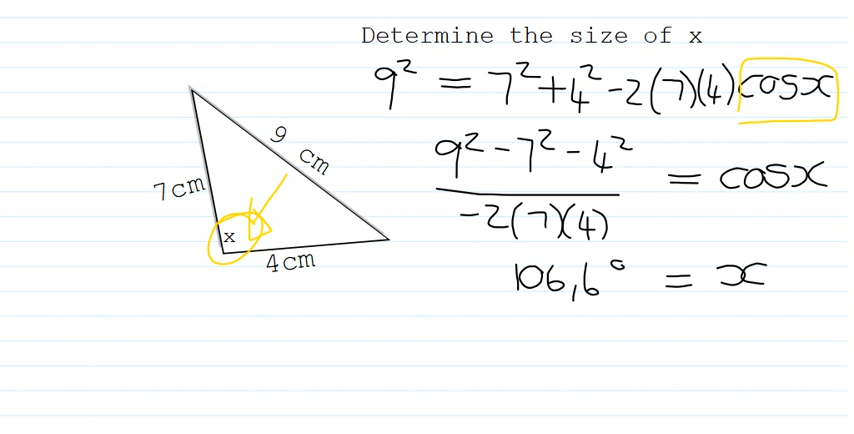 Determine the size of x
9² = 7² + 4² - 2(7)(4) cosx
9 cm
7cm
x
4cm
9² - 7² - 4²
-2(7)(4)
= cosx
106,6° = x